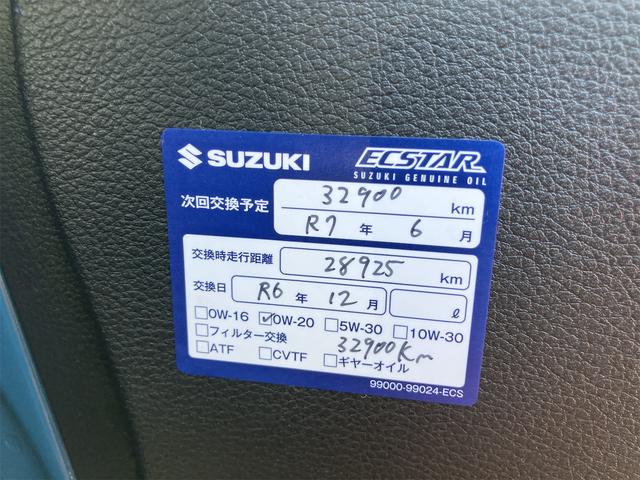 SUZUKI ECSTAR
SUZUKI GENUINE OIL
次回交換予定 32900 km
R7 年 6 月
交換時走行距離 28925 km
交換日 R6 年 12 月 ℓ
□0W-16 ☑0W-20 □5W-30 □10W-30
□フィルター交換 32900Km
□ATF □CVTF □ギヤーオイル
99000-99024-ECS